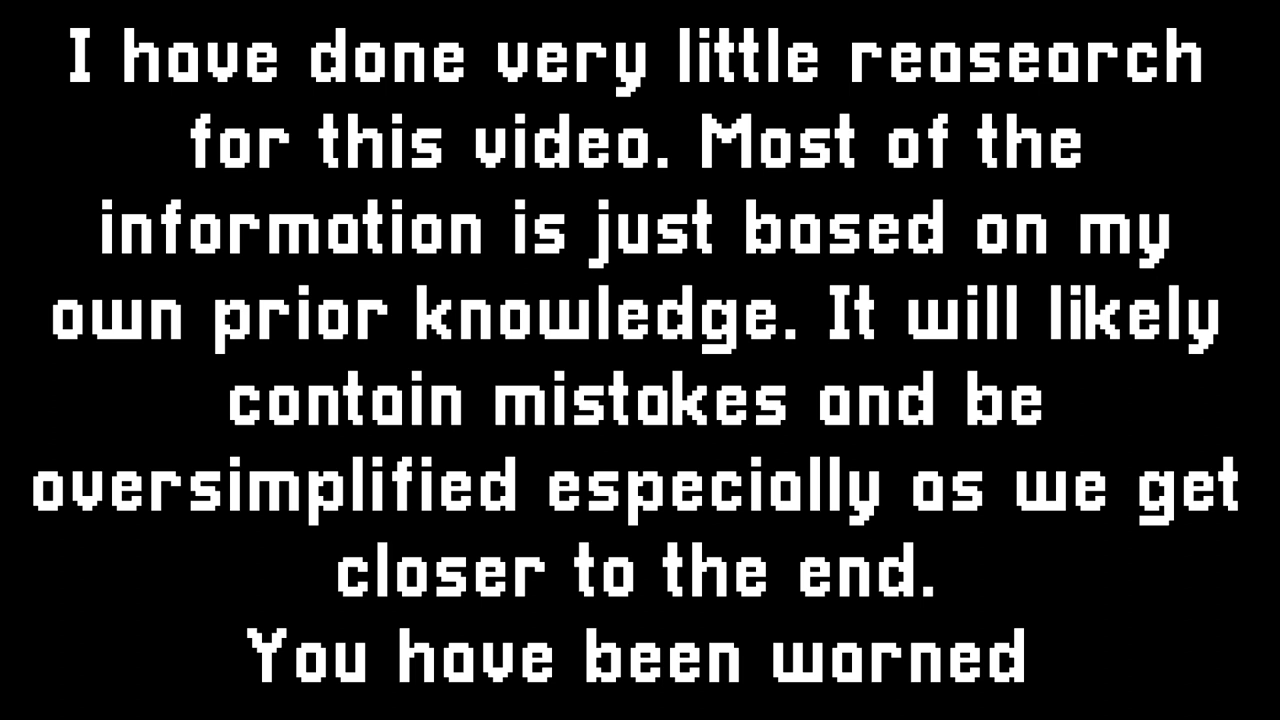 I have done very little reasearch
for this video. Most of the
information is just based on my
own prior knowledge. It will likely
contain mistakes and be
oversimplified especially as we get
closer to the end.
You have been warned